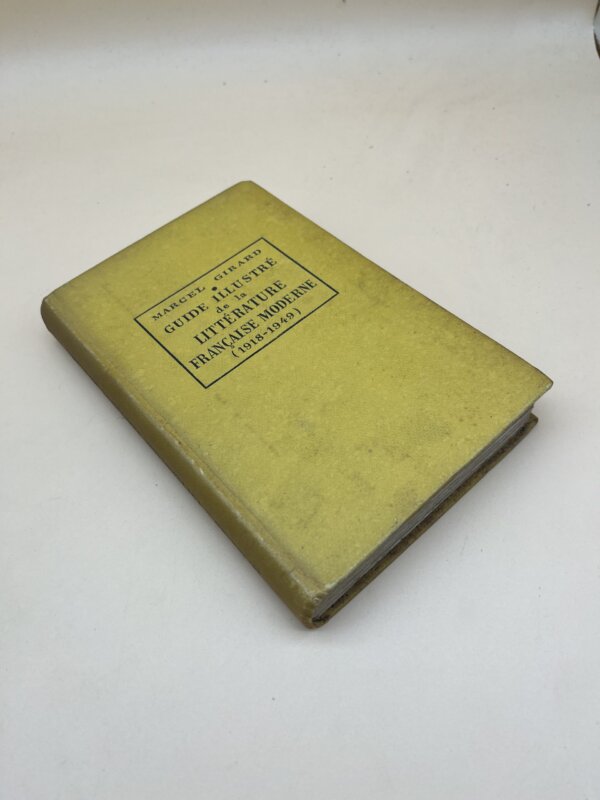 MARCEL GIRARD
GUIDE ILLUSTRÉ
de la
LITTÉRATURE
FRANÇAISE MODERNE
(1918-1949)